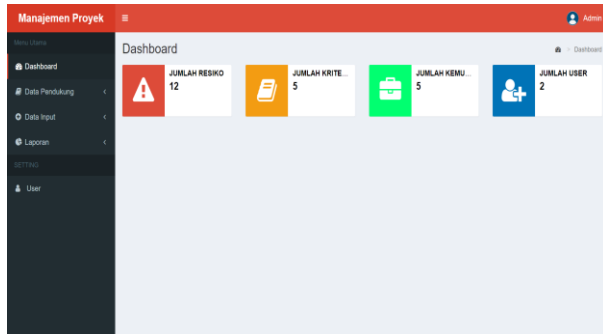 Manajemen Proyek
Admin
Menu Utama
Dashboard
Dashboard
Dashboard
JUMLAH RESIKO
12
JUMLAH KRITE...
5
JUMLAH KEMU...
5
JUMLAH USER
2
Data Pendukung
Data Input
Laporan
SETTING
User